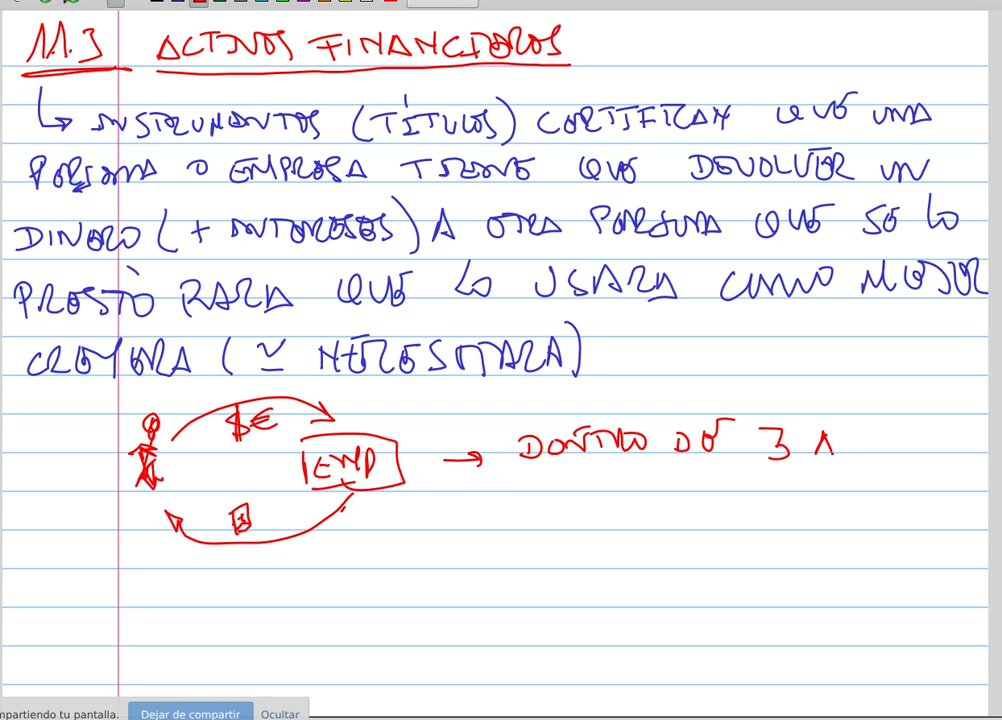 11.3 ACTIVOS FINANCIEROS
↳ INSTRUMENTOS (TÍTULOS) CERTIFICAN QUE UNA
PERSONA O EMPRESA TIENE QUE DEVOLVER UN
DINERO (+ INTERESES) A OTRA PERSONA QUE SE LO
PRESTÓ PARA QUE LO USARA COMO MEJOR
CREYERA (≃ NECESITARA)
$ €
EMP → DENTRO DE 3 A
mpartiendo tu pantalla. Dejar de compartir Ocultar